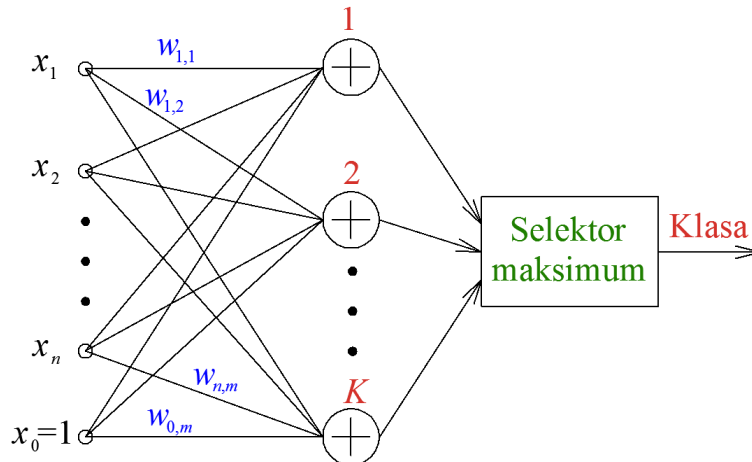 1
x₁
w₁,₁
w₁,₂
x₂
2
Selektor
maksimum
Klasa
xₙ
wₙ,ₘ
K
x₀=1
w₀,ₘ